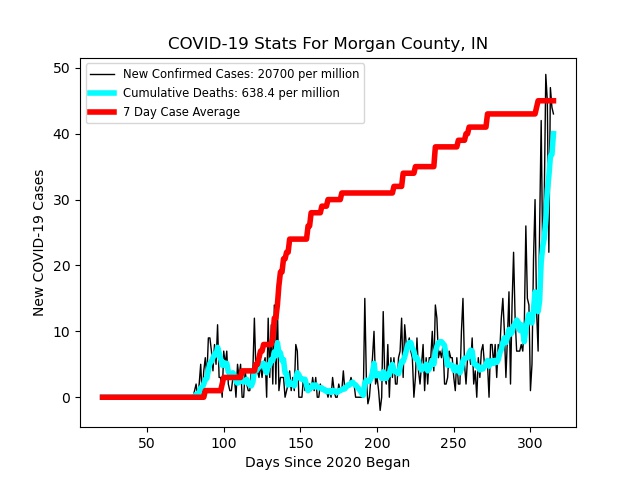 COVID-19 Stats For Morgan County, IN
New Confirmed Cases: 20700 per million
Cumulative Deaths: 638.4 per million
7 Day Case Average
New COVID-19 Cases
50
40
30
20
10
0
50 100 150 200 250 300
Days Since 2020 Began